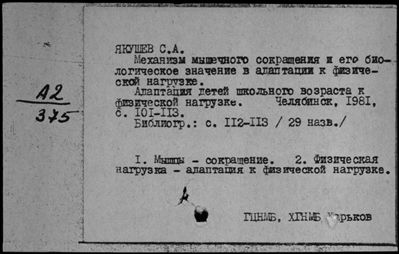 ЯКУШЕВ С.А.
Механизм мышечного сокращения и его био-
логическое значение в адаптации к физиче-
ской нагрузке.
Адаптация детей школьного возраста к
физической нагрузке. Челябинск, 1981,
с. 101-113.
Библиогр.: с. 112-113 / 29 назв./
А2
375
1. Мышцы - сокращение. 2. Физическая
нагрузка - адаптация к физической нагрузке.
ГЦНМБ, ХГНМБ Харьков